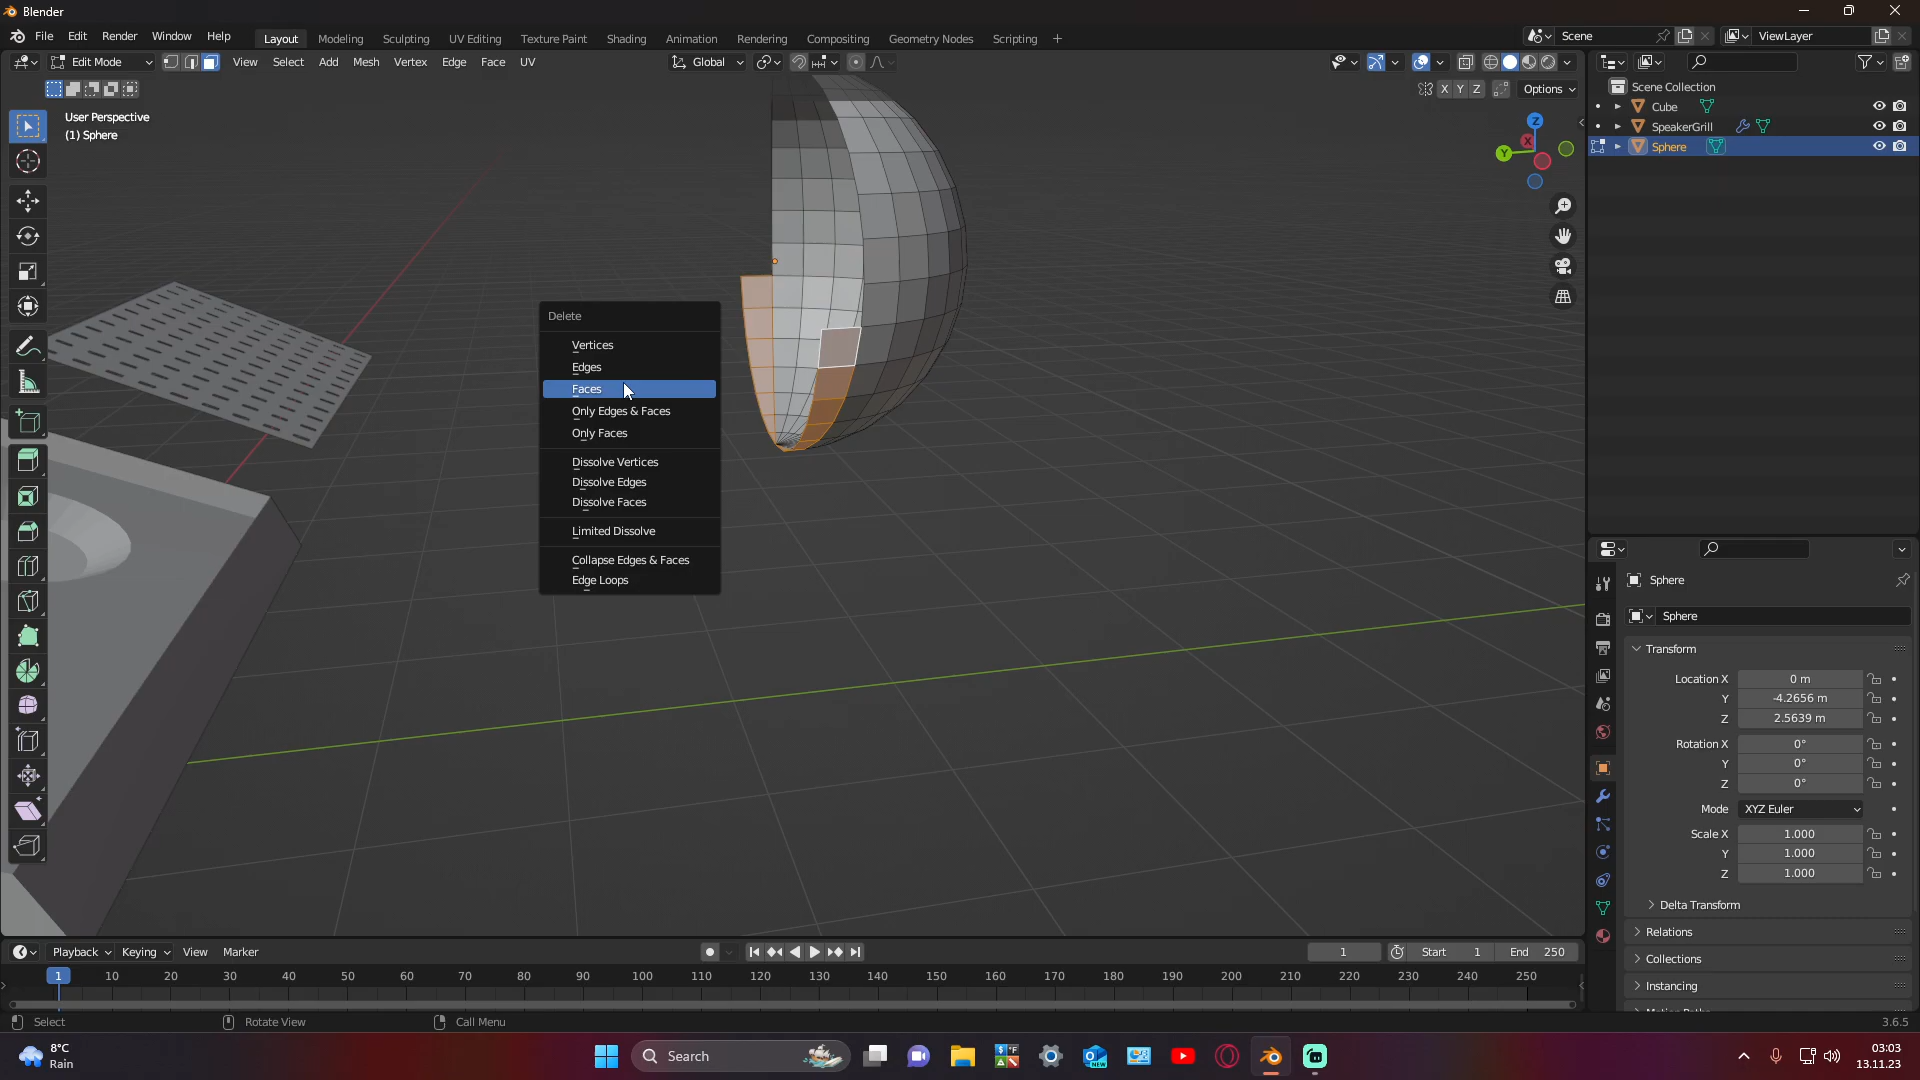 Blender
File Edit Render Window Help Layout Modeling Sculpting UV Editing Texture Paint Shading Animation Rendering Compositing Geometry Nodes Scripting + Scene ViewLayer
Edit Mode View Select Add Mesh Vertex Edge Face UV Global
X Y Z Options
User Perspective
(1) Sphere
Z
X
Y
Scene Collection
Cube
SpeakerGrill
Sphere
Delete
Vertices
Edges
Faces
Only Edges & Faces
Only Faces
Dissolve Vertices
Dissolve Edges
Dissolve Faces
Limited Dissolve
Collapse Edges & Faces
Edge Loops
Sphere
Sphere
Transform
Location X 0 m
Y -4.2656 m
Z 2.5639 m
Rotation X 0°
Y 0°
Z 0°
Mode XYZ Euler
Scale X 1.000
Y 1.000
Z 1.000
Delta Transform
Relations
Collections
Instancing
Motion Paths
Playback Keying View Marker 1 Start 1 End 250
1 10 20 30 40 50 60 70 80 90 100 110 120 130 140 150 160 170 180 190 200 210 220 230 240 250
Select Rotate View Call Menu 3.6.5
8°C
Rain
Search
NEW
03:03
13.11.23